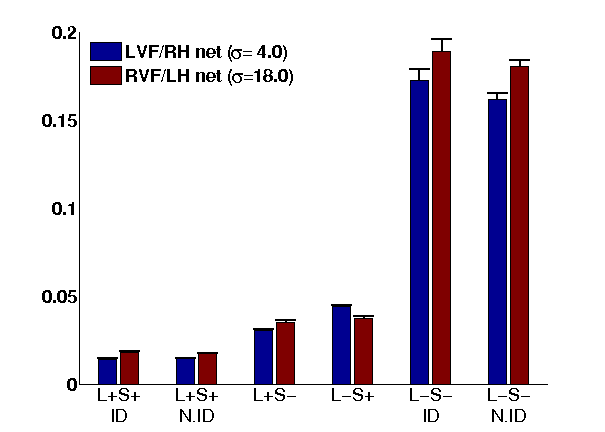 0.2
LVF/RH net (σ= 4.0)
RVF/LH net (σ=18.0)
0.15
0.1
0.05
0
L+S+ L+S+ L+S− L−S+ L−S− L−S−
ID N.ID ID N.ID